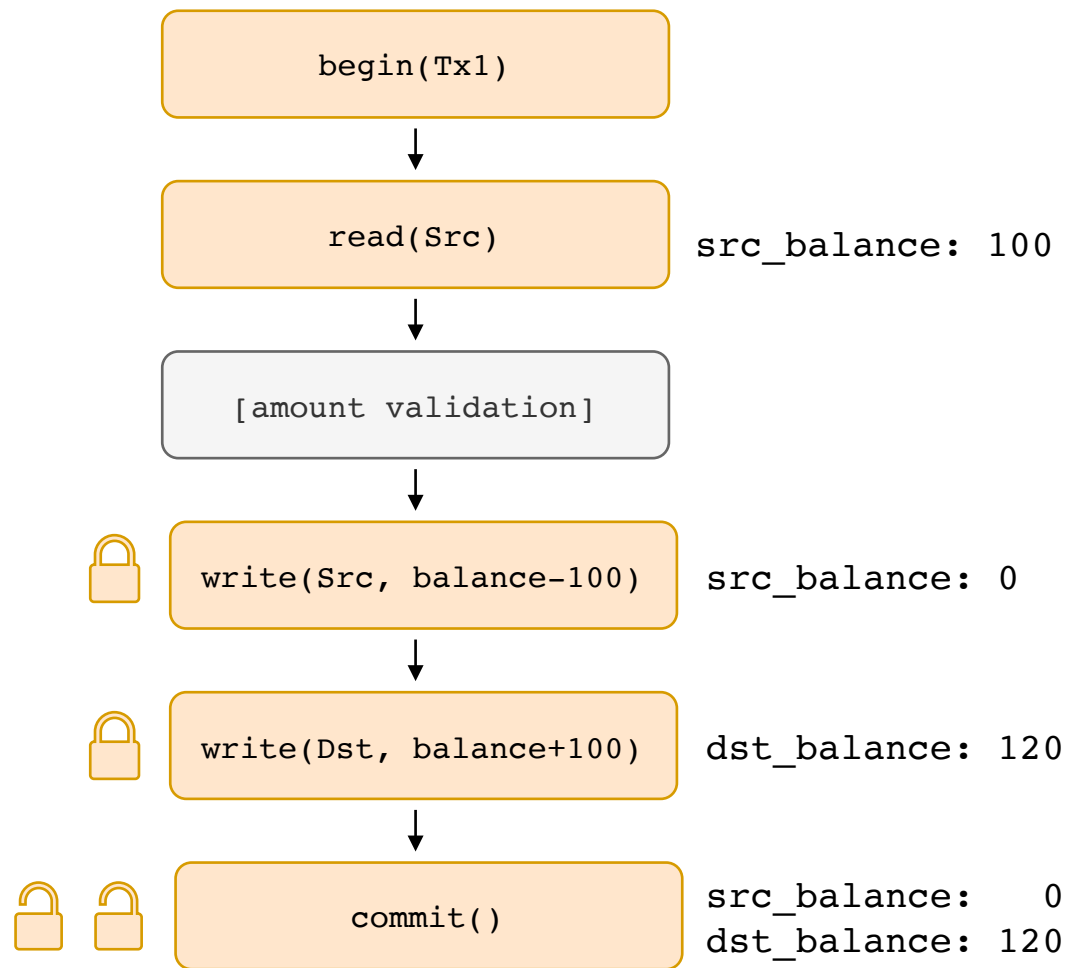 begin(Tx1)
read(Src)
src_balance: 100
[amount validation]
write(Src, balance-100)
src_balance: 0
write(Dst, balance+100)
dst_balance: 120
commit()
src_balance:   0
dst_balance: 120